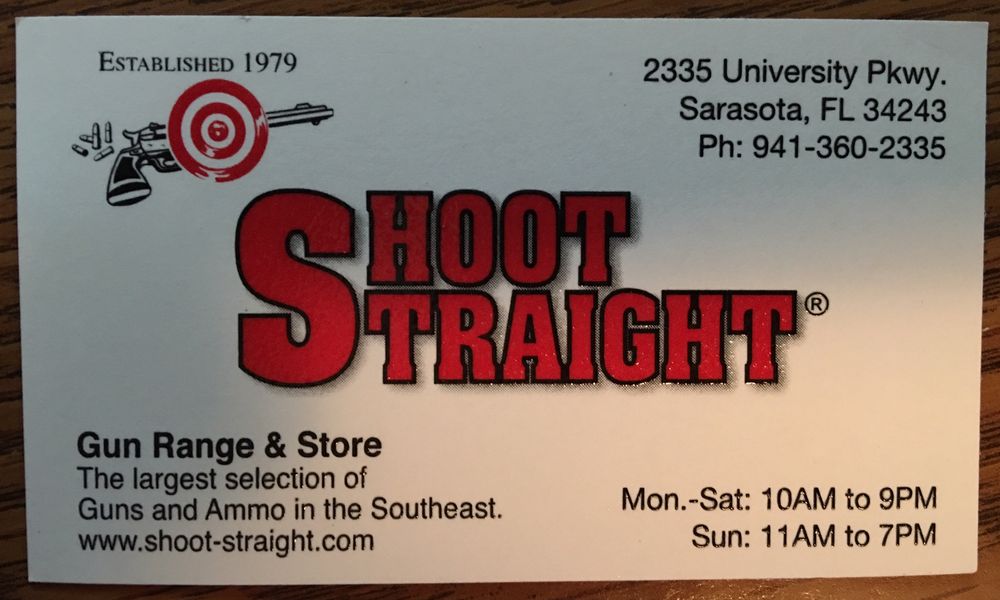 ESTABLISHED 1979
2335 University Pkwy.
Sarasota, FL 34243
Ph: 941-360-2335
SHOOT
STRAIGHT®
Gun Range & Store
The largest selection of
Guns and Ammo in the Southeast.
www.shoot-straight.com
Mon.-Sat: 10AM to 9PM
Sun: 11AM to 7PM